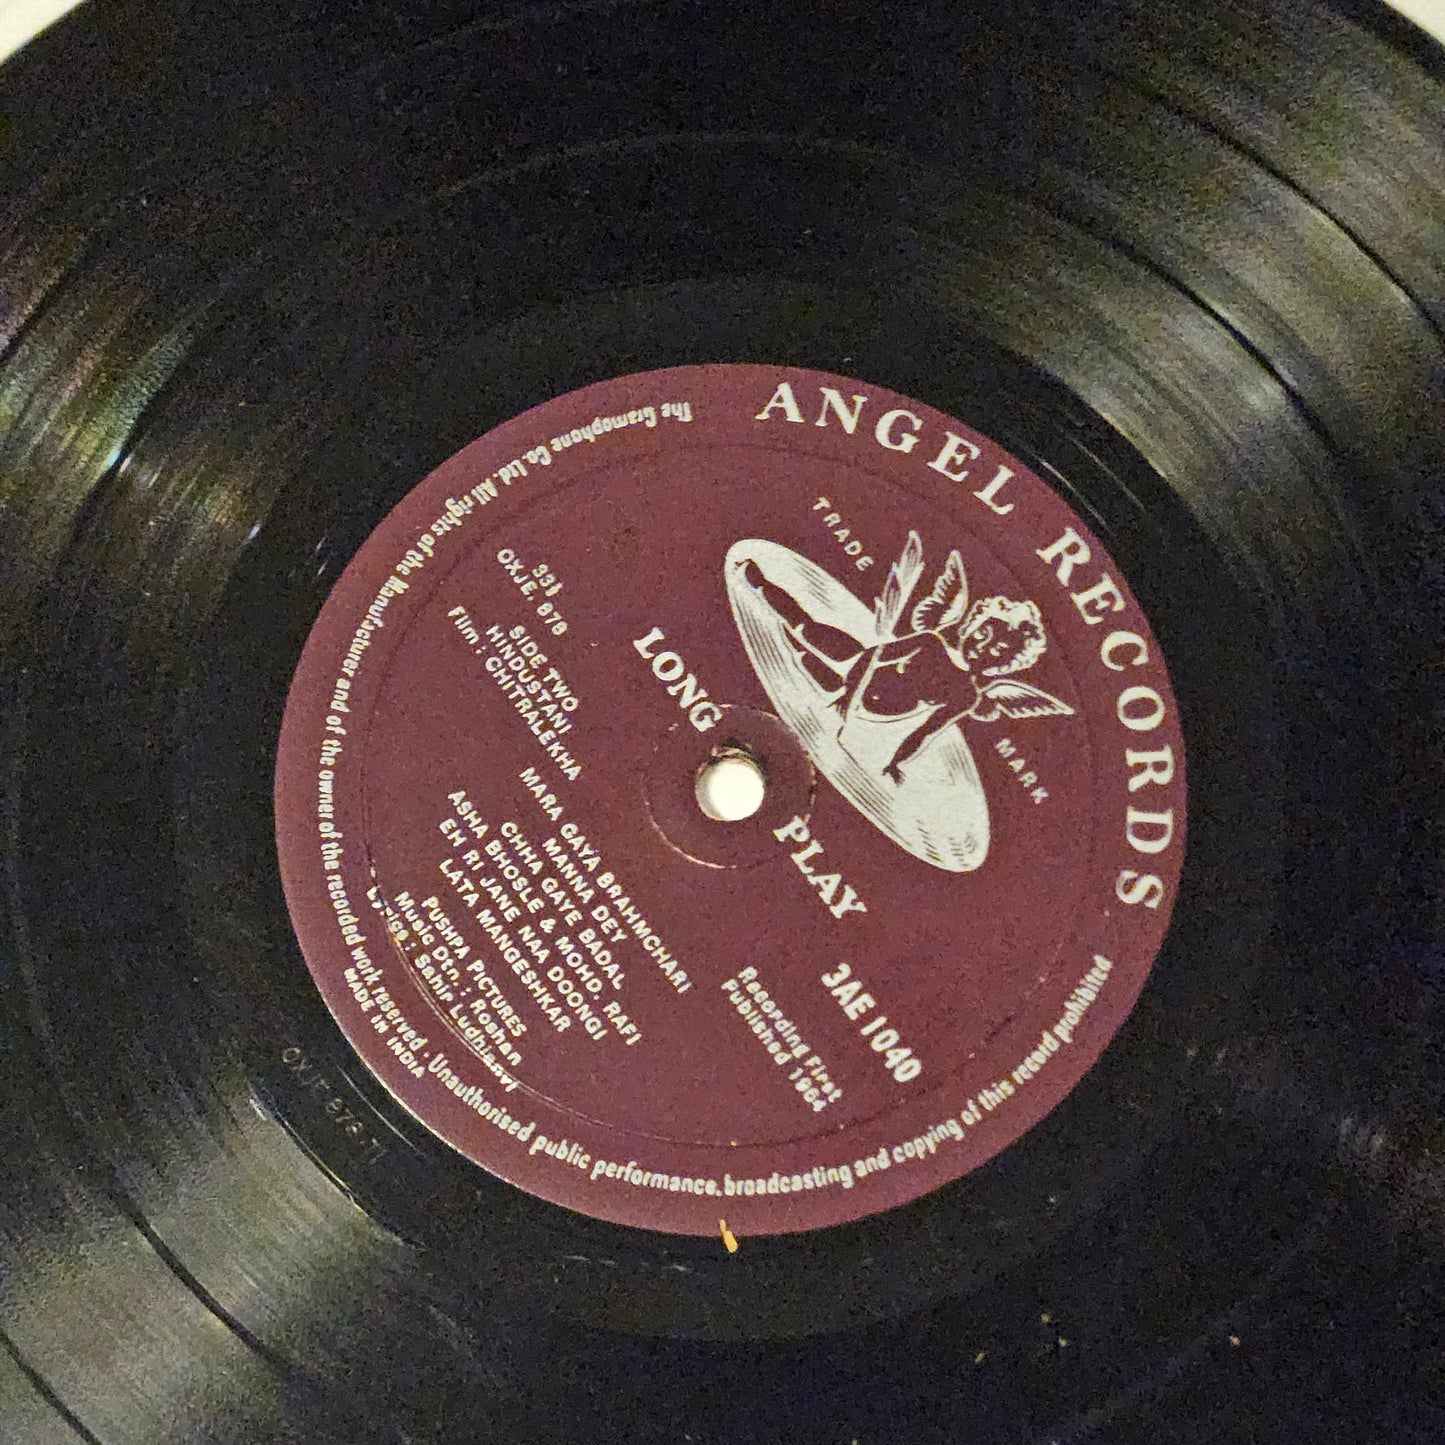 ANGEL RECORDS
TRADE MARK
LONG PLAY
33⅓
OXJE. 879
SIDE TWO
HINDUSTANI
Film : CHITRALEKHA
3AE 1040
Recording First
Published 1964
MARA GAYA BRAHMCHARI
MANNA DEY
CHHA GAYE BADAL
ASHA BHOSLE & MOHD. RAFI
EH RI JANE NAA DOONGI
LATA MANGESHKAR
PUSHPA PICTURES
Music Dtn. : Roshan
Lyrics : Sahir Ludhianvi
MADE IN INDIA
The Gramophone Co. Ltd. All rights of the Manufacturer and of the owner of the recorded work reserved. Unauthorised public performance, broadcasting and copying of this record prohibited